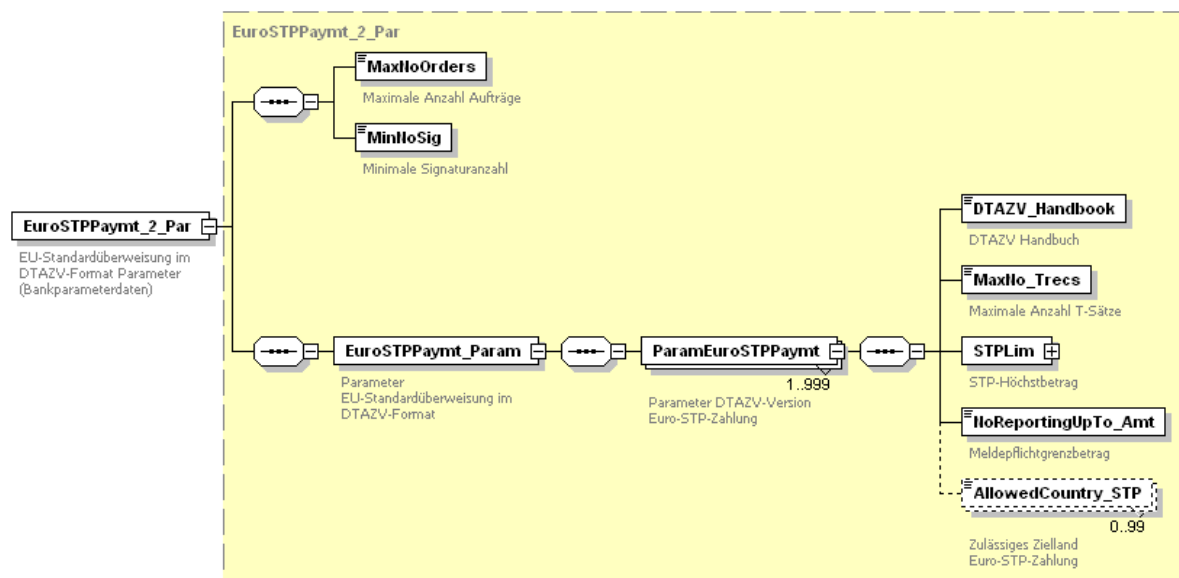 EuroSTPPaymt_2_Par
MaxNoOrders
Maximale Anzahl Aufträge
MinNoSig
Minimale Signaturanzahl
EuroSTPPaymt_2_Par
EU-Standardüberweisung im
DTAZV-Format Parameter
(Bankparameterdaten)
EuroSTPPaymt_Param
Parameter
EU-Standardüberweisung im
DTAZV-Format
ParamEuroSTPPaymt
1..999
Parameter DTAZV-Version
Euro-STP-Zahlung
DTAZV_Handbook
DTAZV Handbuch
MaxNo_Trecs
Maximale Anzahl T-Sätze
STPLim
STP-Höchstbetrag
NoReportingUpTo_Amt
Meldepflichtgrenzbetrag
AllowedCountry_STP
0..99
Zulässiges Zielland
Euro-STP-Zahlung